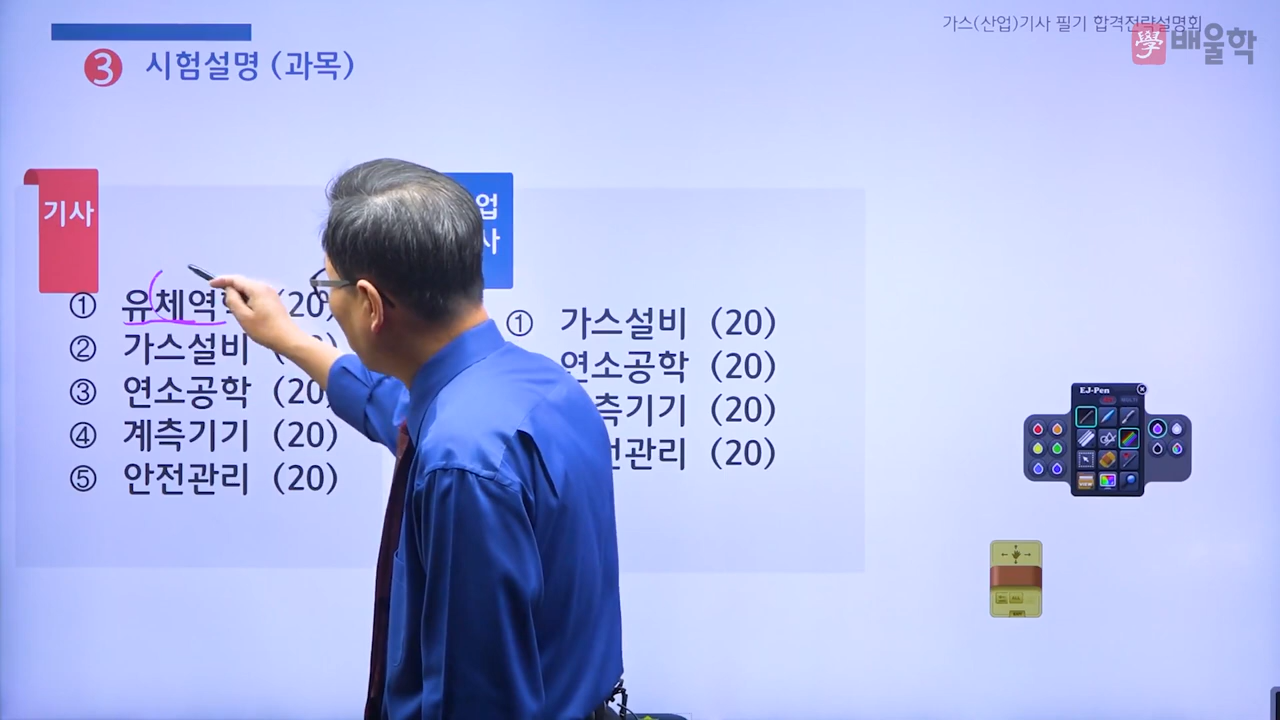 가스(산업)기사 필기 합격전략설명회
學 배울학
3 시험설명 (과목)
기사
① 유체역 (20)
② 가스설비
③ 연소공학 (20)
④ 계측기기 (20)
⑤ 안전관리 (20)
업
사
① 가스설비 (20)
연소공학 (20)
측기기 (20)
전관리 (20)
EJ-Pen